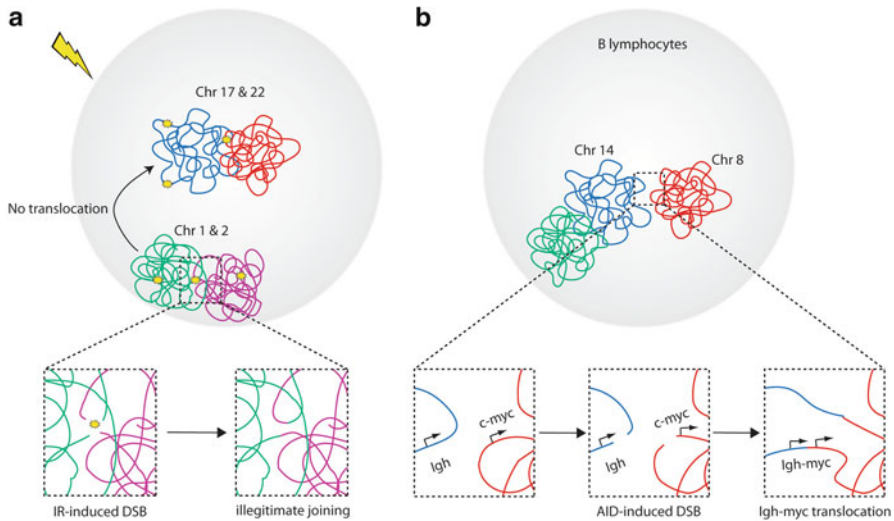 a
Chr 17 & 22
No translocation
Chr 1 & 2
IR-induced DSB
illegitimate joining
b
B lymphocytes
Chr 14
Chr 8
Igh
c-myc
Igh
c-myc
AID-induced DSB
Igh-myc
Igh-myc translocation